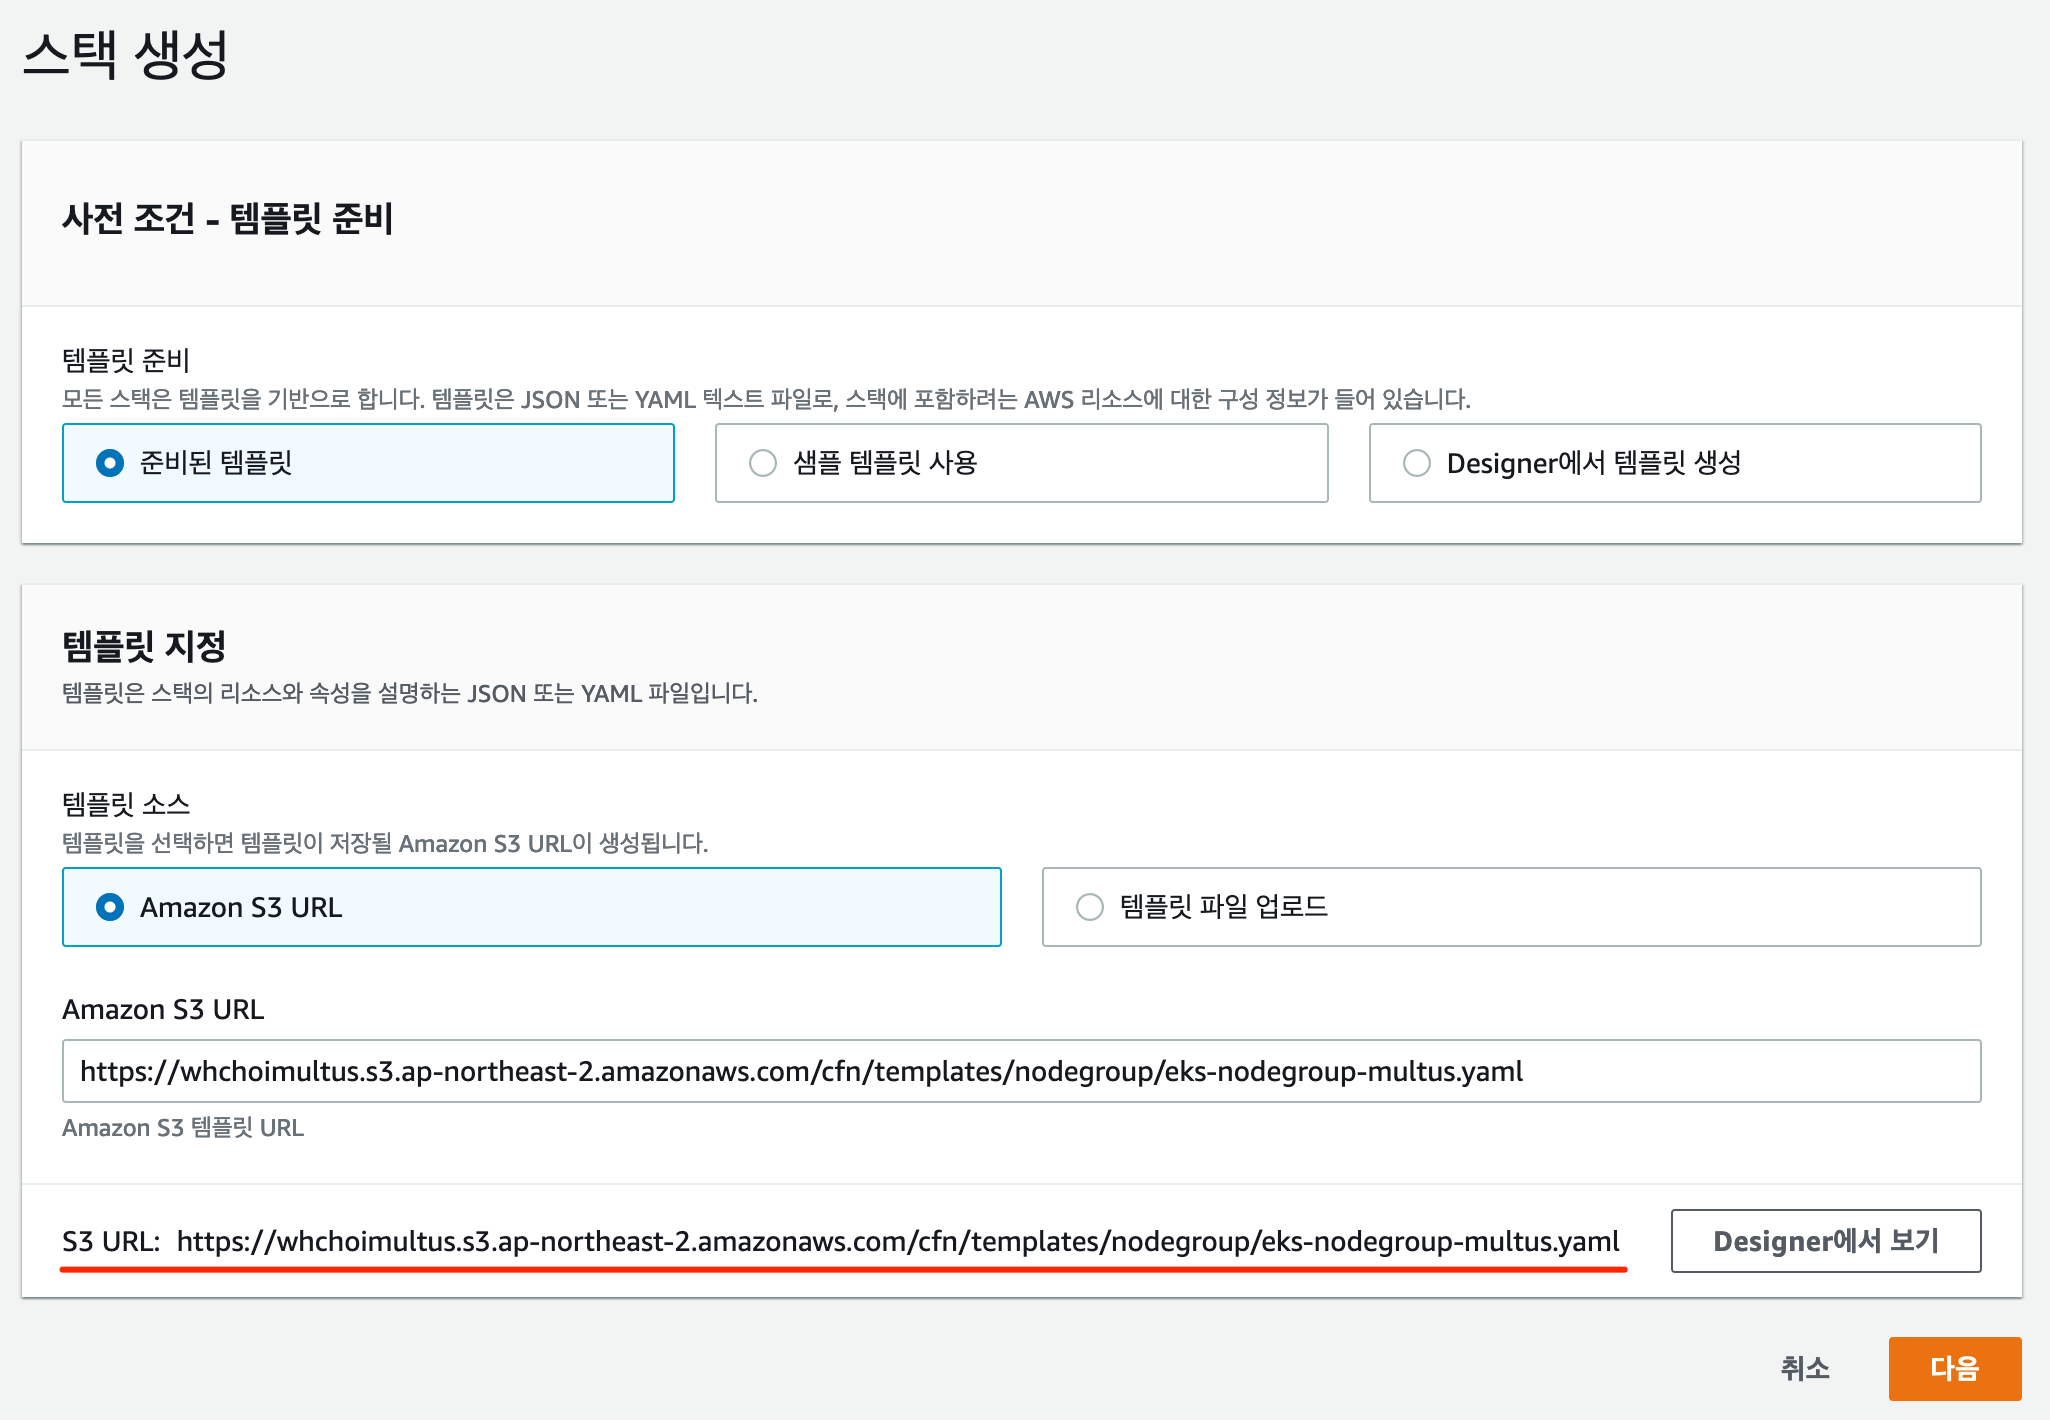 스택 생성
사전 조건 - 템플릿 준비
템플릿 준비
모든 스택은 템플릿을 기반으로 합니다. 템플릿은 JSON 또는 YAML 텍스트 파일로, 스택에 포함하려는 AWS 리소스에 대한 구성 정보가 들어 있습니다.
준비된 템플릿
샘플 템플릿 사용
Designer에서 템플릿 생성
템플릿 지정
템플릿은 스택의 리소스와 속성을 설명하는 JSON 또는 YAML 파일입니다.
템플릿 소스
템플릿을 선택하면 템플릿이 저장될 Amazon S3 URL이 생성됩니다.
Amazon S3 URL
템플릿 파일 업로드
Amazon S3 URL
https://whchoimultus.s3.ap-northeast-2.amazonaws.com/cfn/templates/nodegroup/eks-nodegroup-multus.yaml
Amazon S3 템플릿 URL
S3 URL: https://whchoimultus.s3.ap-northeast-2.amazonaws.com/cfn/templates/nodegroup/eks-nodegroup-multus.yaml
Designer에서 보기
취소
다음